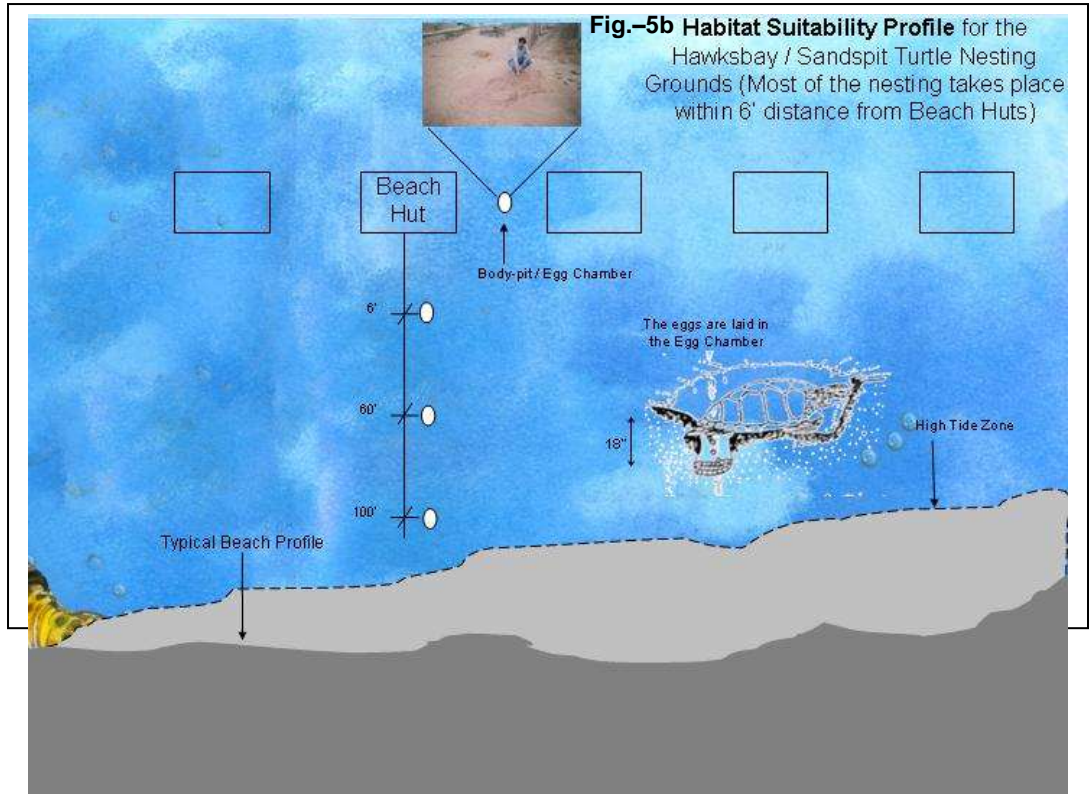 Fig.–5b Habitat Suitability Profile for the
Hawksbay / Sandspit Turtle Nesting
Grounds (Most of the nesting takes place
within 6' distance from Beach Huts)
Beach
Hut
Body-pit / Egg Chamber
6'
The eggs are laid in
the Egg Chamber
60'
18"
High Tide Zone
100'
Typical Beach Profile